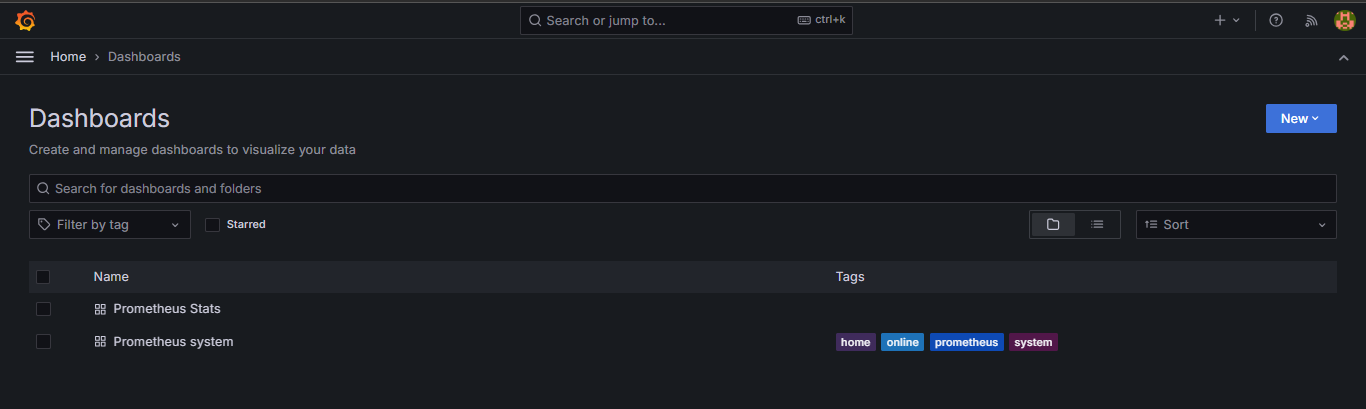 Search or jump to... ctrl+k
Home › Dashboards
Dashboards
New
Create and manage dashboards to visualize your data
Search for dashboards and folders
Filter by tag Starred Sort
Name Tags
Prometheus Stats
Prometheus system home online prometheus system